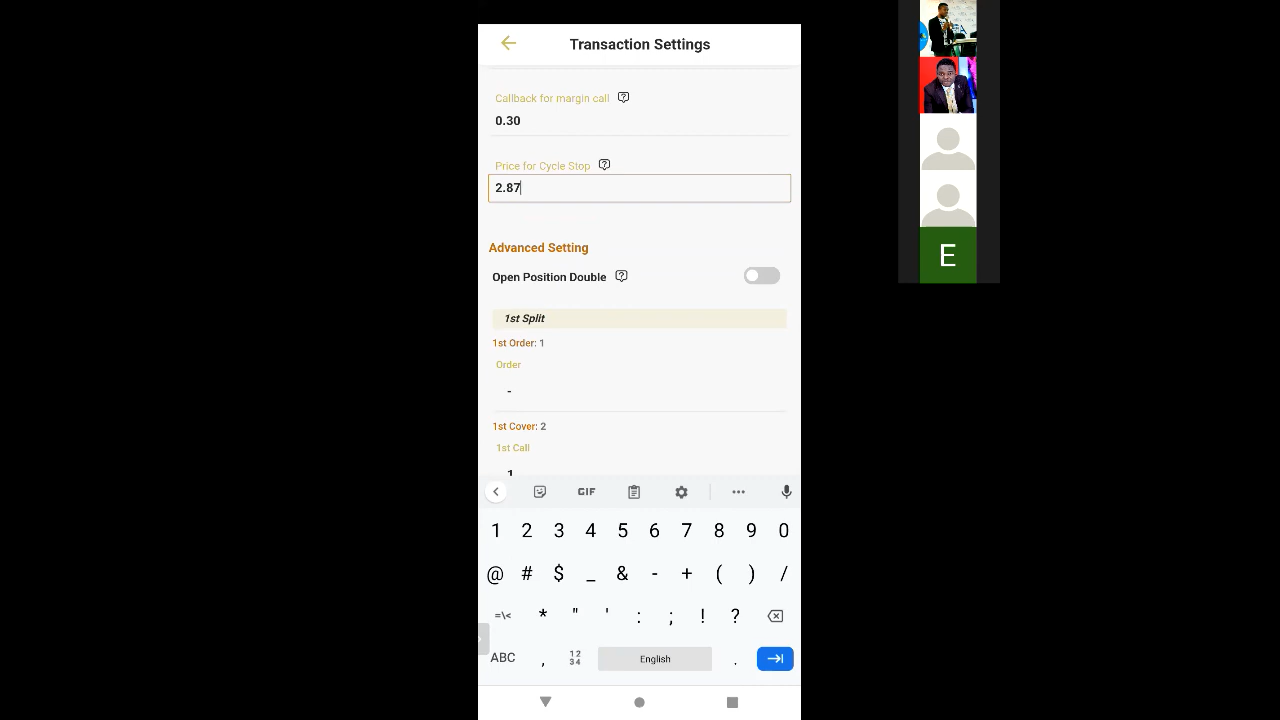 Transaction Settings
Callback for margin call
0.30
Price for Cycle Stop
2.87
Advanced Setting
Open Position Double
1st Split
1st Order: 1
Order
-
1st Cover: 2
1st Call
1
GIF
1 2 3 4 5 6 7 8 9 0
@ # $ _ & - + ( ) /
=\< * " ' : ; ! ?
ABC , 12 34 English .
E